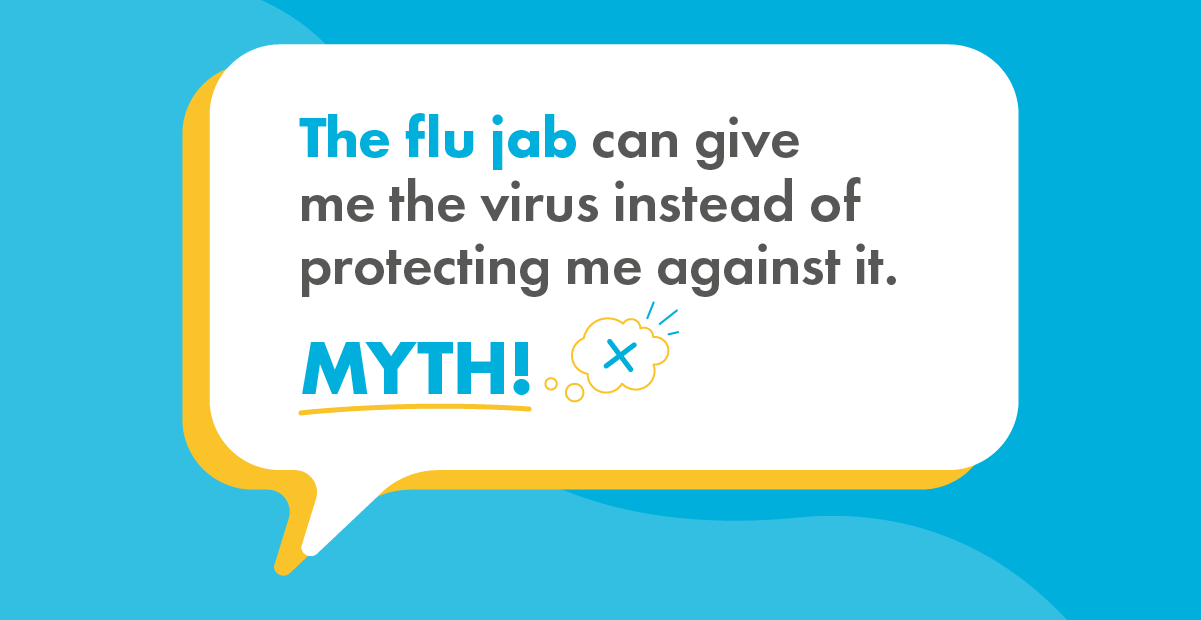 The flu jab can give
me the virus instead of
protecting me against it.
MYTH!